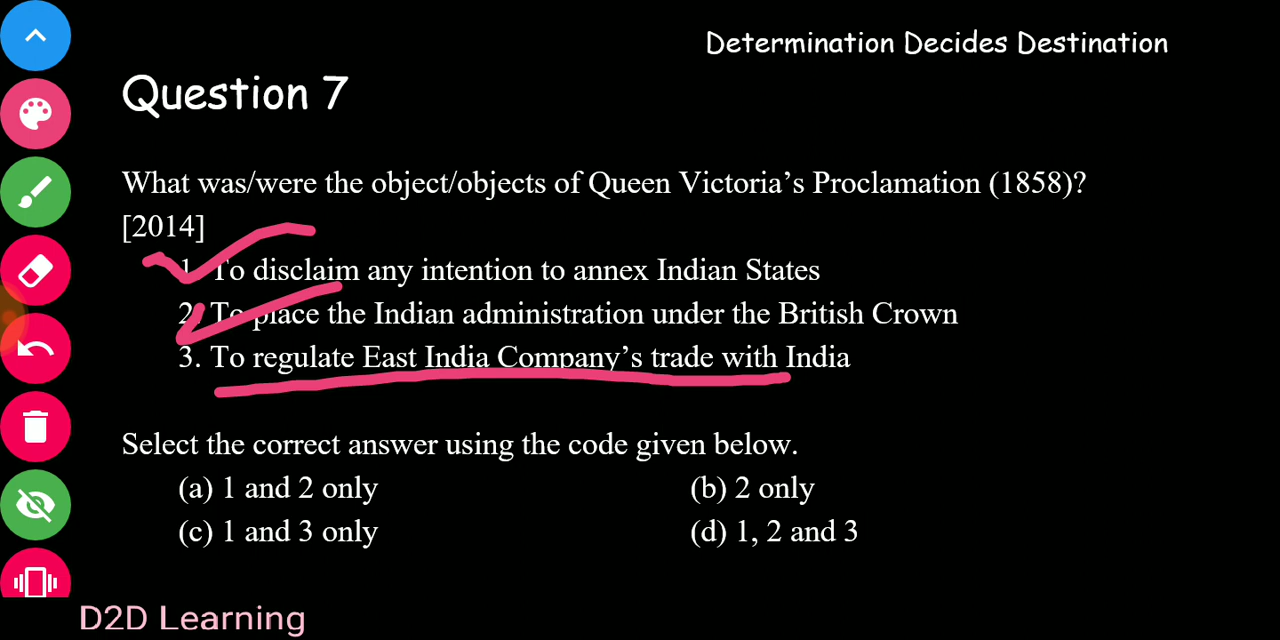 Determination Decides Destination
Question 7
What was/were the object/objects of Queen Victoria’s Proclamation (1858)?
[2014]
1. To disclaim any intention to annex Indian States
2. To place the Indian administration under the British Crown
3. To regulate East India Company’s trade with India
Select the correct answer using the code given below.
(a) 1 and 2 only (b) 2 only
(c) 1 and 3 only (d) 1, 2 and 3
D2D Learning